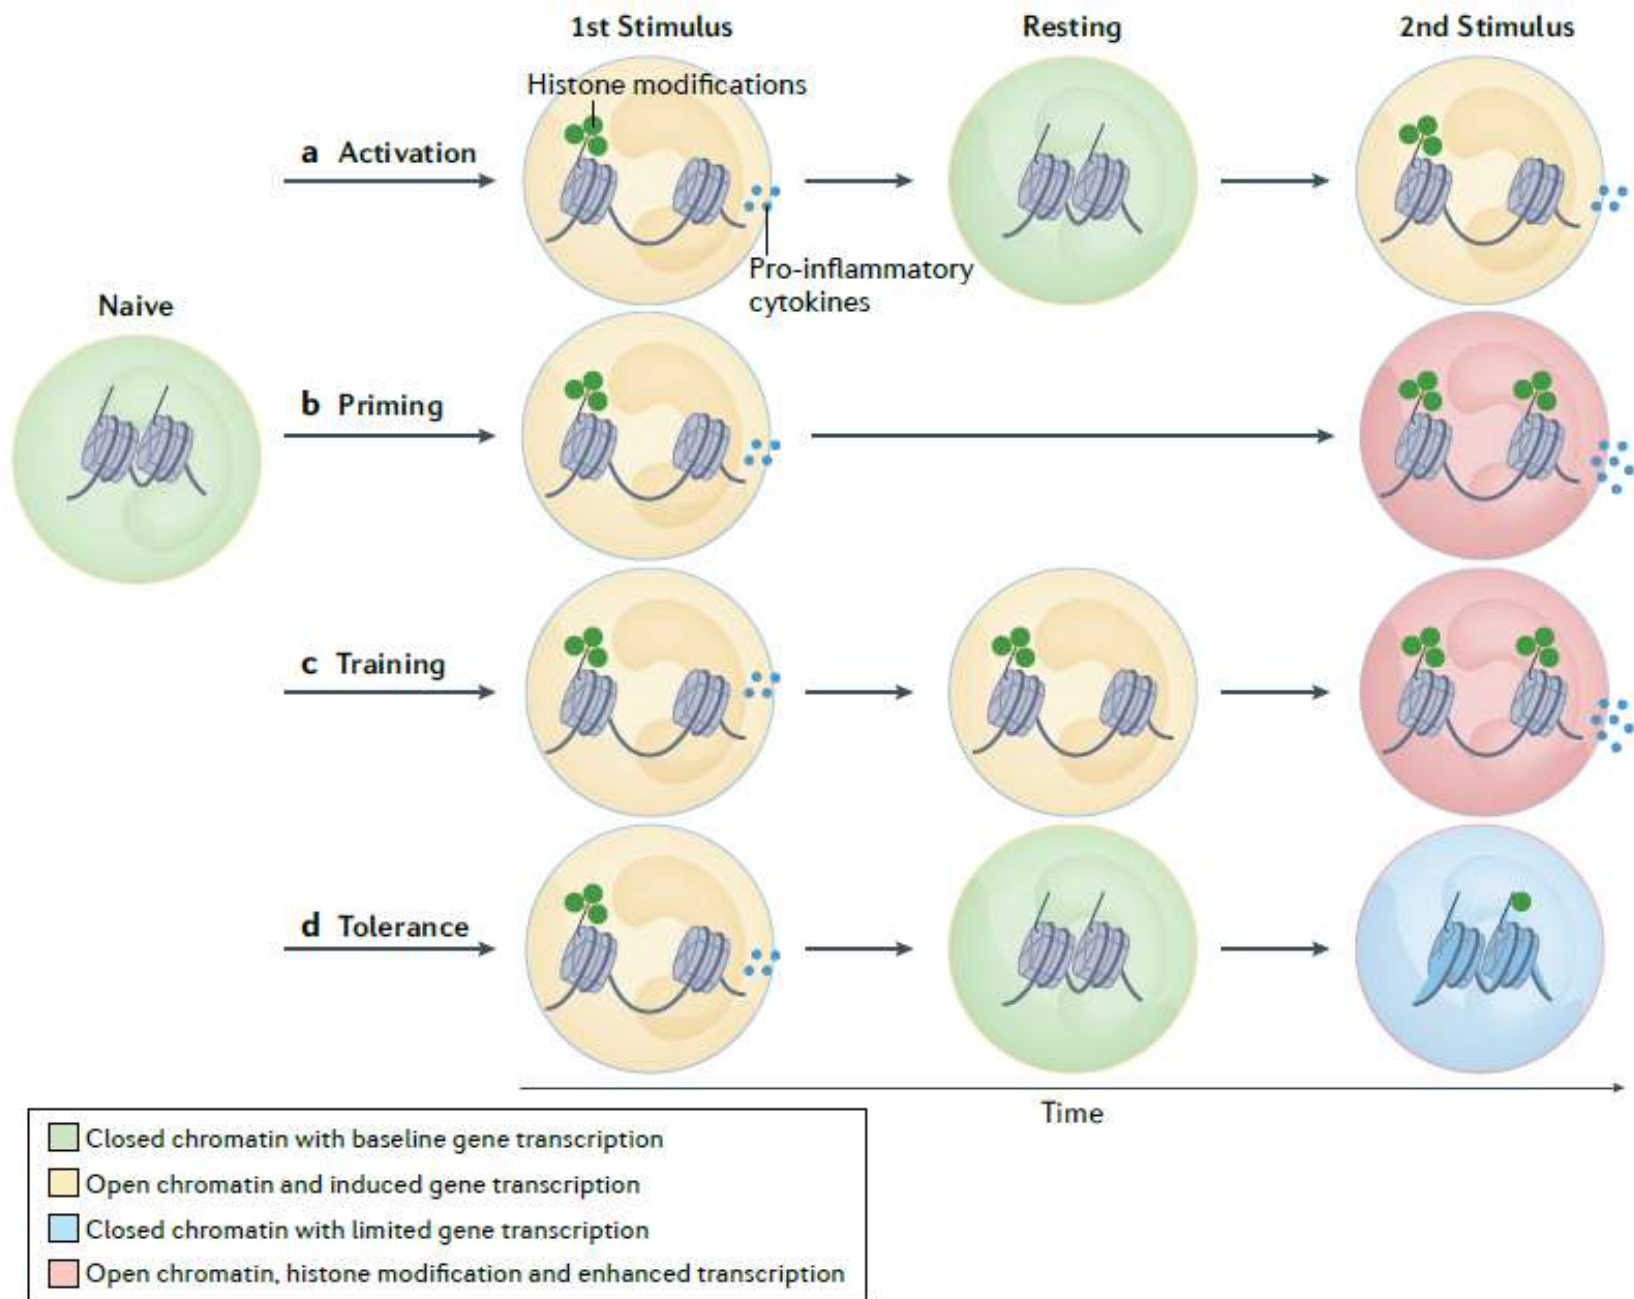 1st Stimulus
Resting
2nd Stimulus
Histone modifications
a Activation
Pro-inflammatory
cytokines
Naive
b Priming
c Training
d Tolerance
Time
Closed chromatin with baseline gene transcription
Open chromatin and induced gene transcription
Closed chromatin with limited gene transcription
Open chromatin, histone modification and enhanced transcription